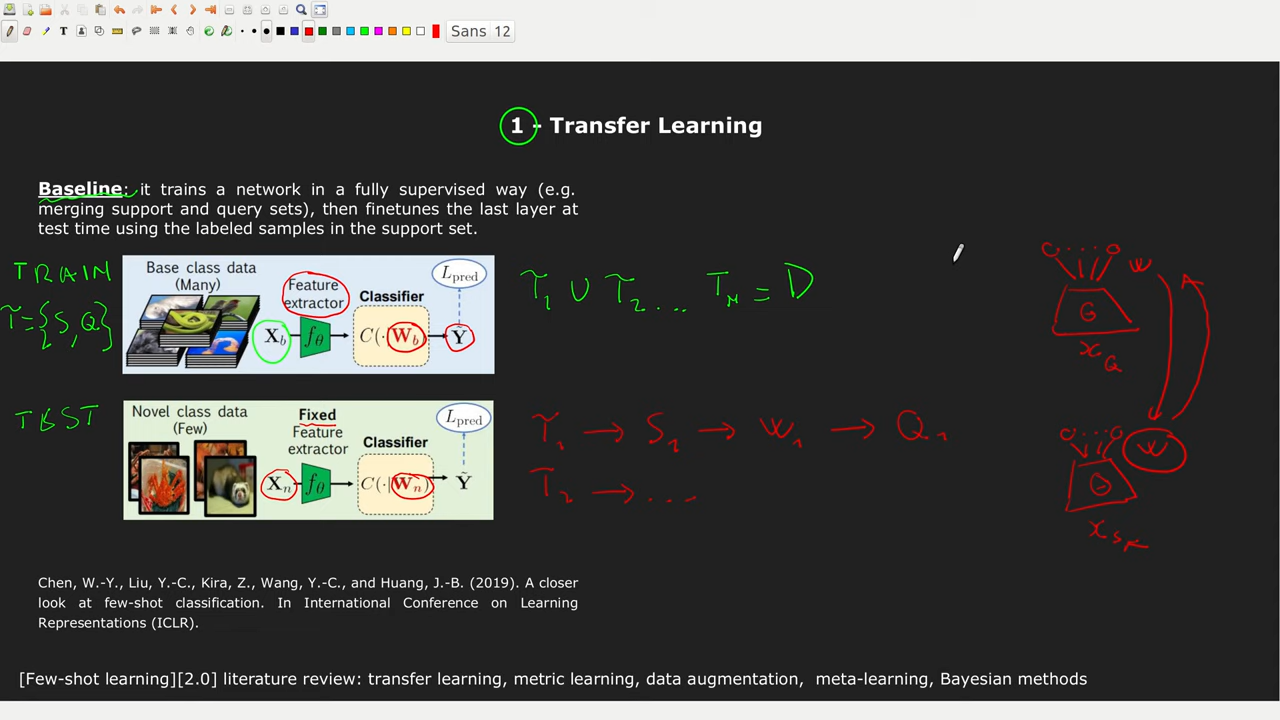 Sans 12
1 - Transfer Learning
Baseline: it trains a network in a fully supervised way (e.g.
merging support and query sets), then finetunes the last layer at
test time using the labeled samples in the support set.
TRAIN
τ = {S, Q}
Base class data
(Many)
Feature
extractor
Classifier
L_pred
X_b
f_θ
C(·|W_b)
Ỹ
τ_1 ∪ τ_2 ... τ_N = D
TEST
Novel class data
(Few)
Fixed
Feature
extractor
Classifier
L_pred
X_n
f_θ
C(·|W_n)
Ỹ
τ_1 → S_1 → W_1 → Q_1
τ_2 → ...
W
θ
x_Q
W
θ
Chen, W.-Y., Liu, Y.-C., Kira, Z., Wang, Y.-C., and Huang, J.-B. (2019). A closer
look at few-shot classification. In International Conference on Learning
Representations (ICLR).
[Few-shot learning][2.0] literature review: transfer learning, metric learning, data augmentation, meta-learning, Bayesian methods